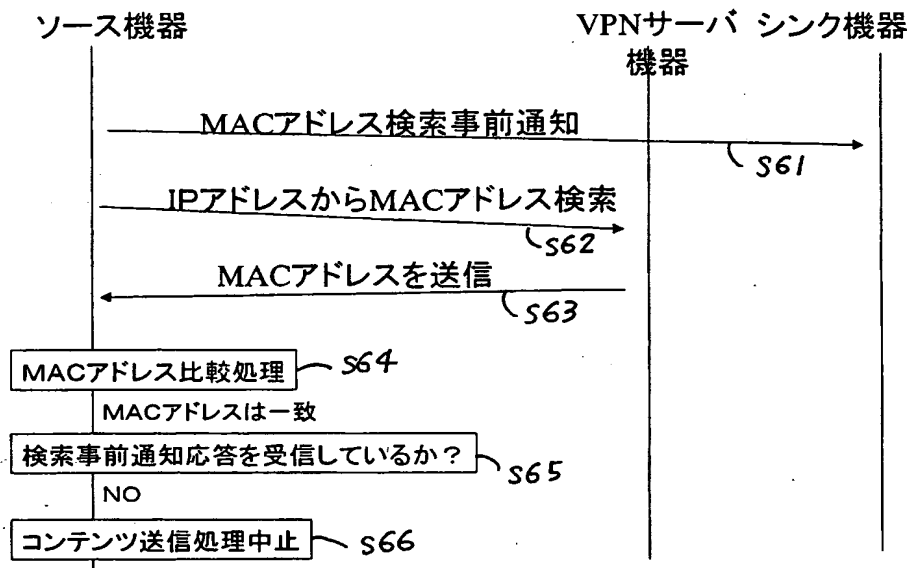 ソース機器
VPNサーバ シンク機器
機器
MACアドレス検索事前通知
S61
IPアドレスからMACアドレス検索
S62
MACアドレスを送信
S63
MACアドレス比較処理
S64
MACアドレスは一致
検索事前通知応答を受信しているか?
S65
NO
コンテンツ送信処理中止
S66